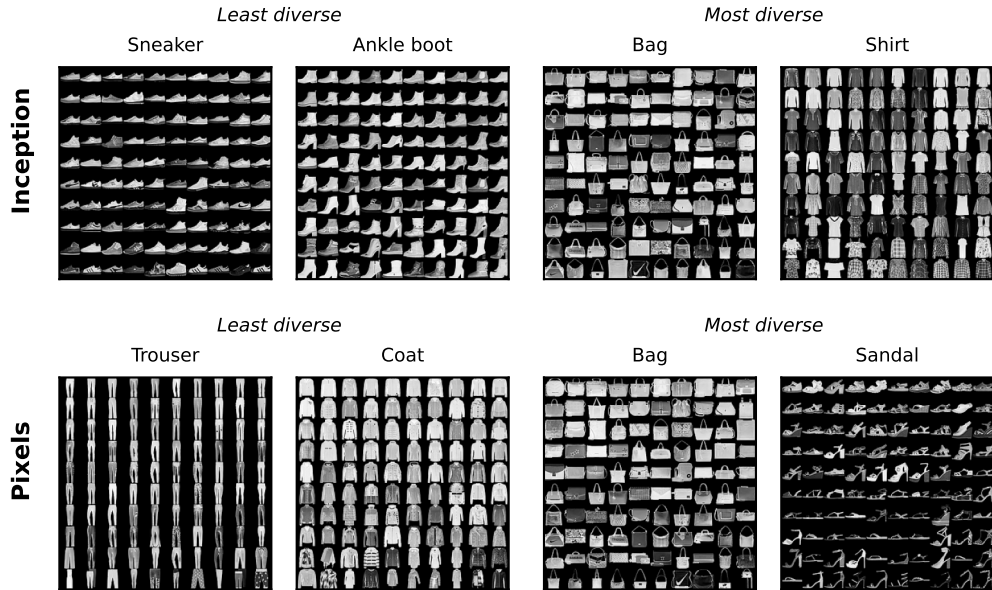 Least diverse
Most diverse
Sneaker
Ankle boot
Bag
Shirt
Inception
Least diverse
Most diverse
Trouser
Coat
Bag
Sandal
Pixels